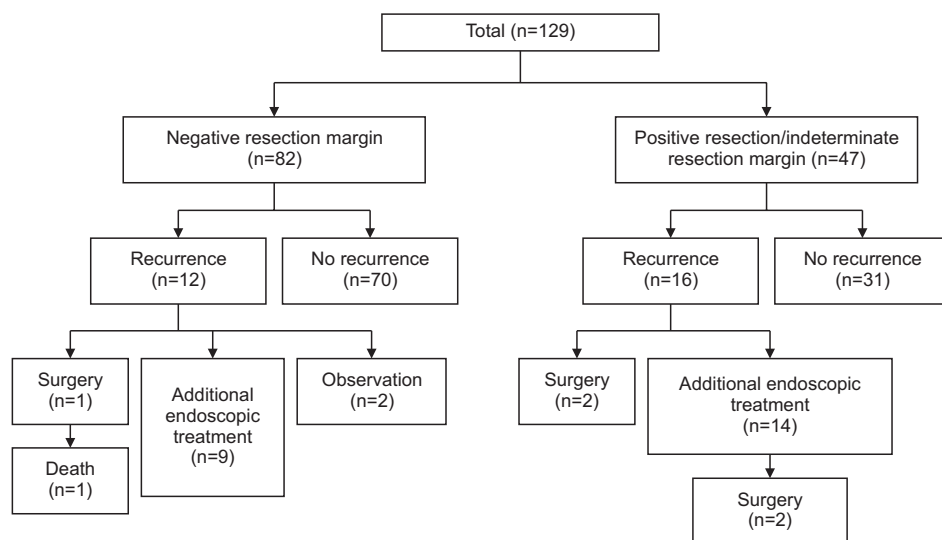 Total (n=129)
Negative resection margin
(n=82)
Positive resection/indeterminate
resection margin (n=47)
Recurrence
(n=12)
No recurrence
(n=70)
Recurrence
(n=16)
No recurrence
(n=31)
Surgery
(n=1)
Additional
endoscopic
treatment
(n=9)
Observation
(n=2)
Surgery
(n=2)
Additional endoscopic
treatment
(n=14)
Death
(n=1)
Surgery
(n=2)